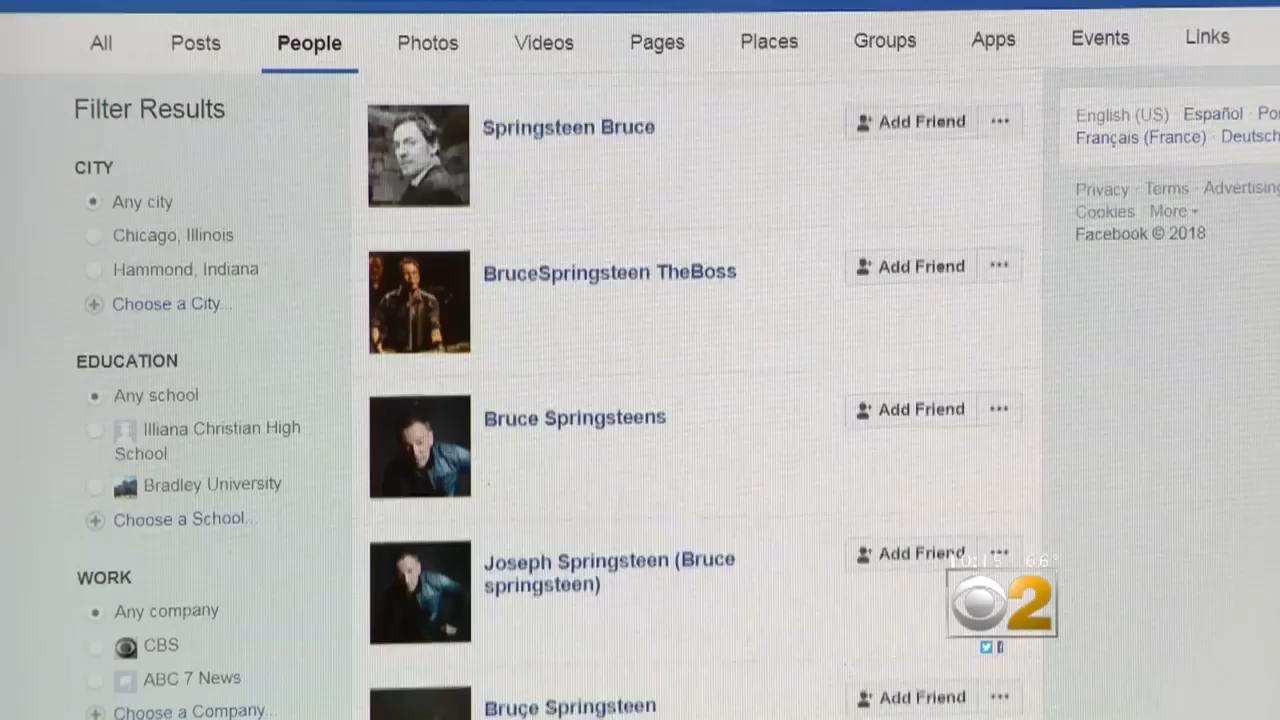 All Posts People Photos Videos Pages Places Groups Apps Events Links
Filter Results
CITY
Any city
Chicago, Illinois
Hammond, Indiana
Choose a City...
EDUCATION
Any school
Illiana Christian High
School
Bradley University
Choose a School...
WORK
Any company
CBS
ABC 7 News
Choose a Company...
Springsteen Bruce
Add Friend
BruceSpringsteen TheBoss
Add Friend
Bruce Springsteens
Add Friend
Joseph Springsteen (Bruce
springsteen)
Add Friend
Bruce Springsteen
Add Friend
English (US) · Español ·
Français (France) · Deutsch
Privacy · Terms · Advertising
Cookies · More
Facebook © 2018
10:15 66°
2